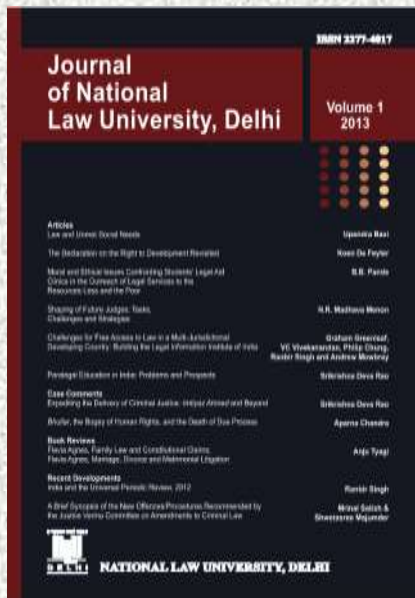 ISSN 2277-4017
Journal
of National
Law University, Delhi
Volume 1
2013
Articles
Law and Unmet Social Needs
Upendra Baxi
The Declaration on the Right to Development Revisited
Koen De Feyter
Moral and Ethical Issues Confronting Students' Legal Aid
Clinics in the Outreach of Legal Services to the
Resources-Less and the Poor
B.B. Pande
Shaping of Future Judges: Tasks,
Challenges and Strategies
N.R. Madhava Menon
Challenges for Free Access to Law in a Multi-Jurisdictional
Developing Country: Building the Legal Information Institute of India
Graham Greenleaf,
VC Vivekanandan, Philip Chung,
Ranbir Singh and Andrew Mowbray
Paralegal Education in India: Problems and Prospects
Srikrishna Deva Rao
Case Comments
Expediting the Delivery of Criminal Justice: Imtiyaz Ahmed and Beyond
Srikrishna Deva Rao
Bhullar, the Biopsy of Human Rights, and the Death of Due Process
Aparna Chandra
Book Reviews
Flavia Agnes, Family Law and Constitutional Claims,
Flavia Agnes, Marriage, Divorce and Matrimonial Litigation
Anju Tyagi
Recent Developments
India and the Universal Periodic Review, 2012
Ranbir Singh
A Brief Synopsis of the New Offences/Procedures Recommended by
the Justice Verma Committee on Amendments to Criminal Law
Mrinal Satish &
Shwetasree Majumder
DELHI
NATIONAL LAW UNIVERSITY, DELHI